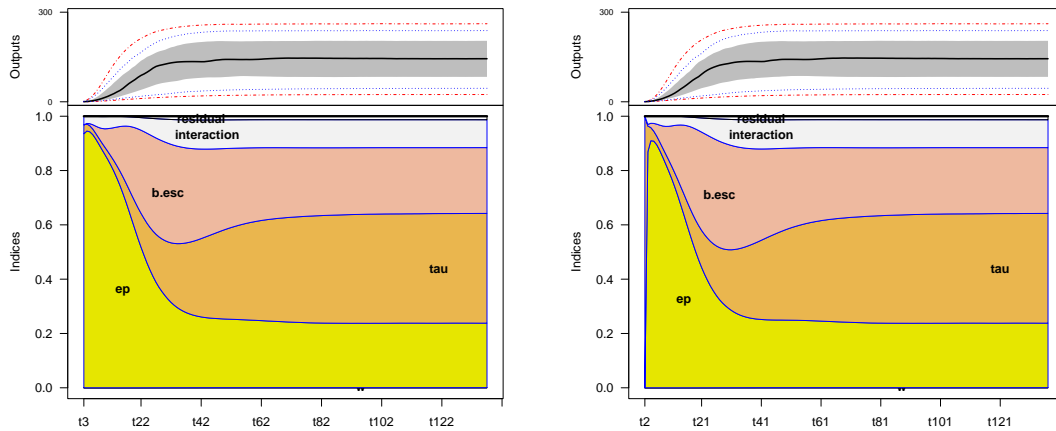 300
Outputs
0
1.0
residual
interaction
0.8
b.esc
0.6
Indices
tau
0.4
ep
0.2
0.0
t3 t22 t42 t62 t82 t102 t122
300
Outputs
0
1.0
residual
interaction
0.8
b.esc
0.6
Indices
tau
0.4
ep
0.2
0.0
t2 t21 t41 t61 t81 t101 t121